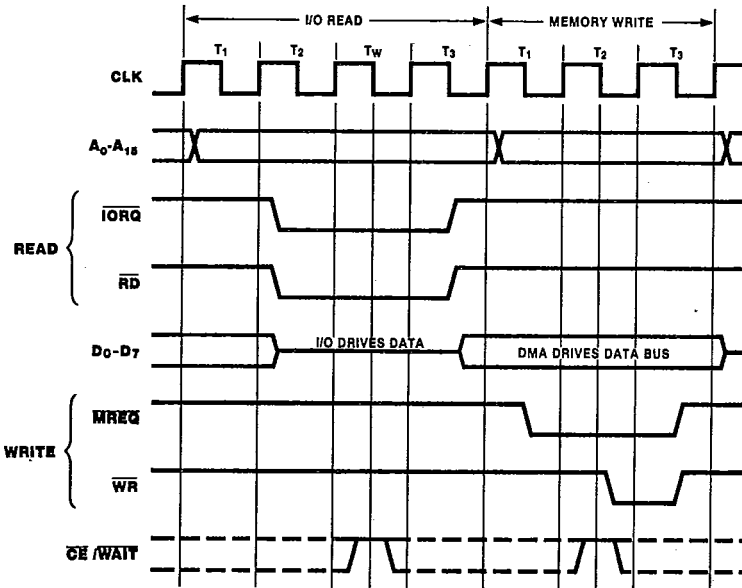 I/O READ MEMORY WRITE
T1 T2 TW T3 T1 T2 T3
CLK
A0-A15
IORQ
READ
RD
D0-D7 I/O DRIVES DATA DMA DRIVES DATA BUS
MREQ
WRITE
WR
CE /WAIT